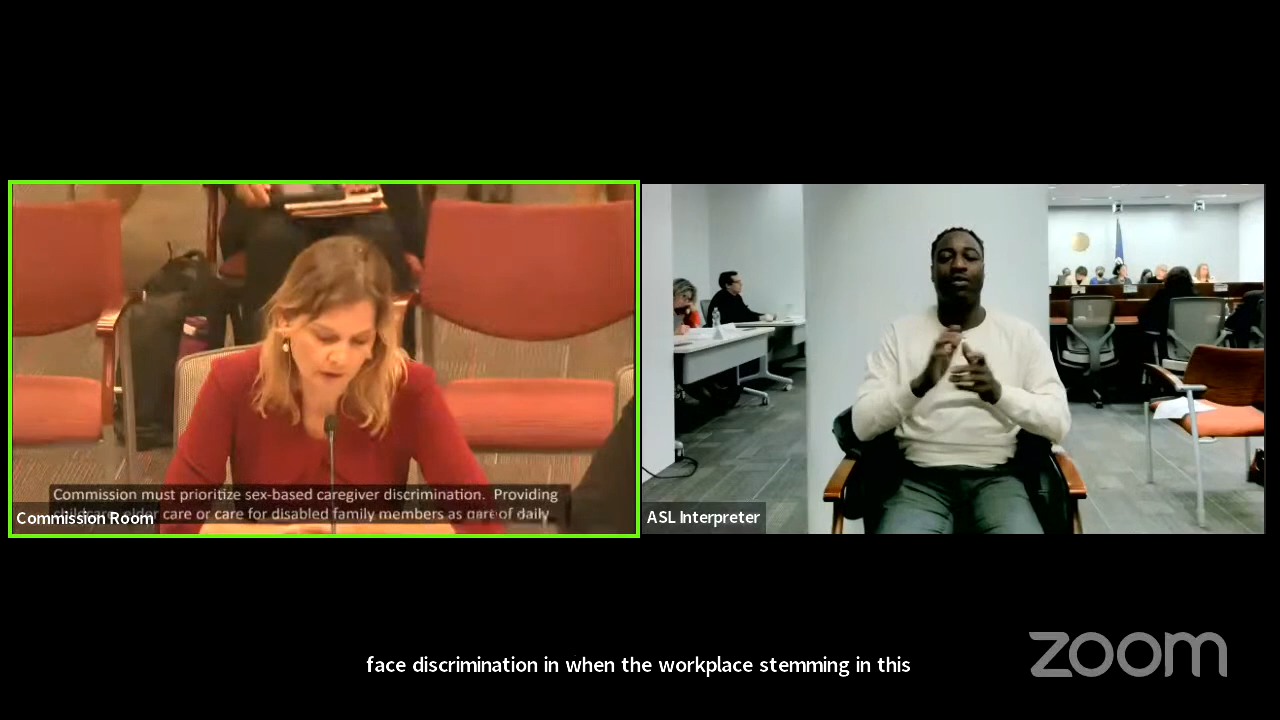 Commission must prioritize sex-based caregiver discrimination.  Providing
childcare, older care or care for disabled family members as part of daily
Commission Room
ASL Interpreter
face discrimination in when the workplace stemming in this
zoom